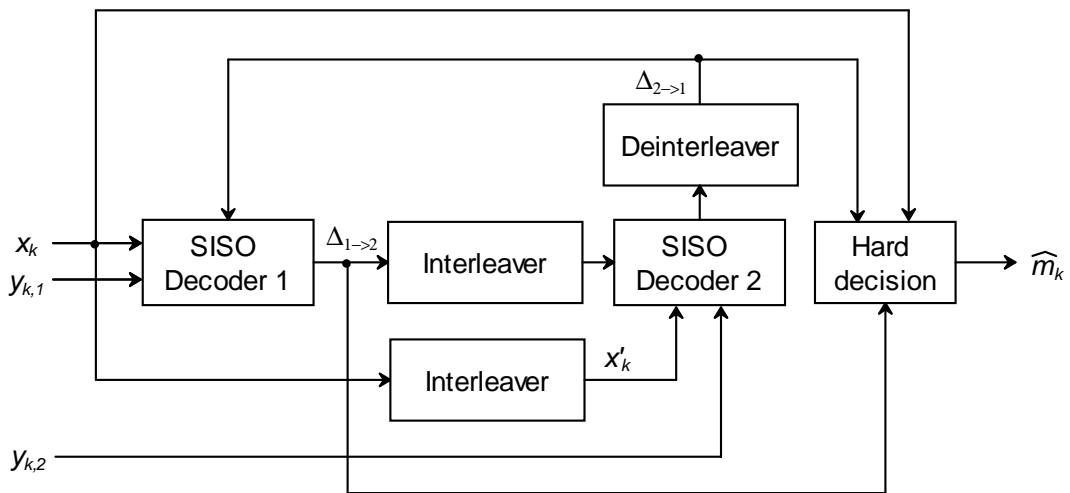 Δ2–>1
Deinterleaver
xk
yk,1
SISO
Decoder 1
Δ1–>2
Interleaver
SISO
Decoder 2
Hard
decision
m̂k
Interleaver
x′k
yk,2